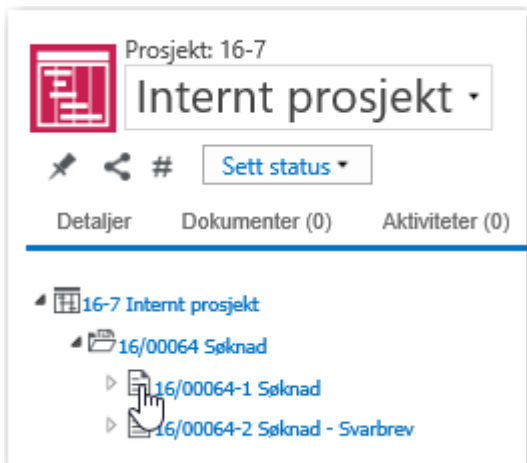 Prosjekt: 16-7
Internt prosjekt
# Sett status
Detaljer Dokumenter (0) Aktiviteter (0)
16-7 Internt prosjekt
16/00064 Søknad
16/00064-1 Søknad
16/00064-2 Søknad - Svarbrev